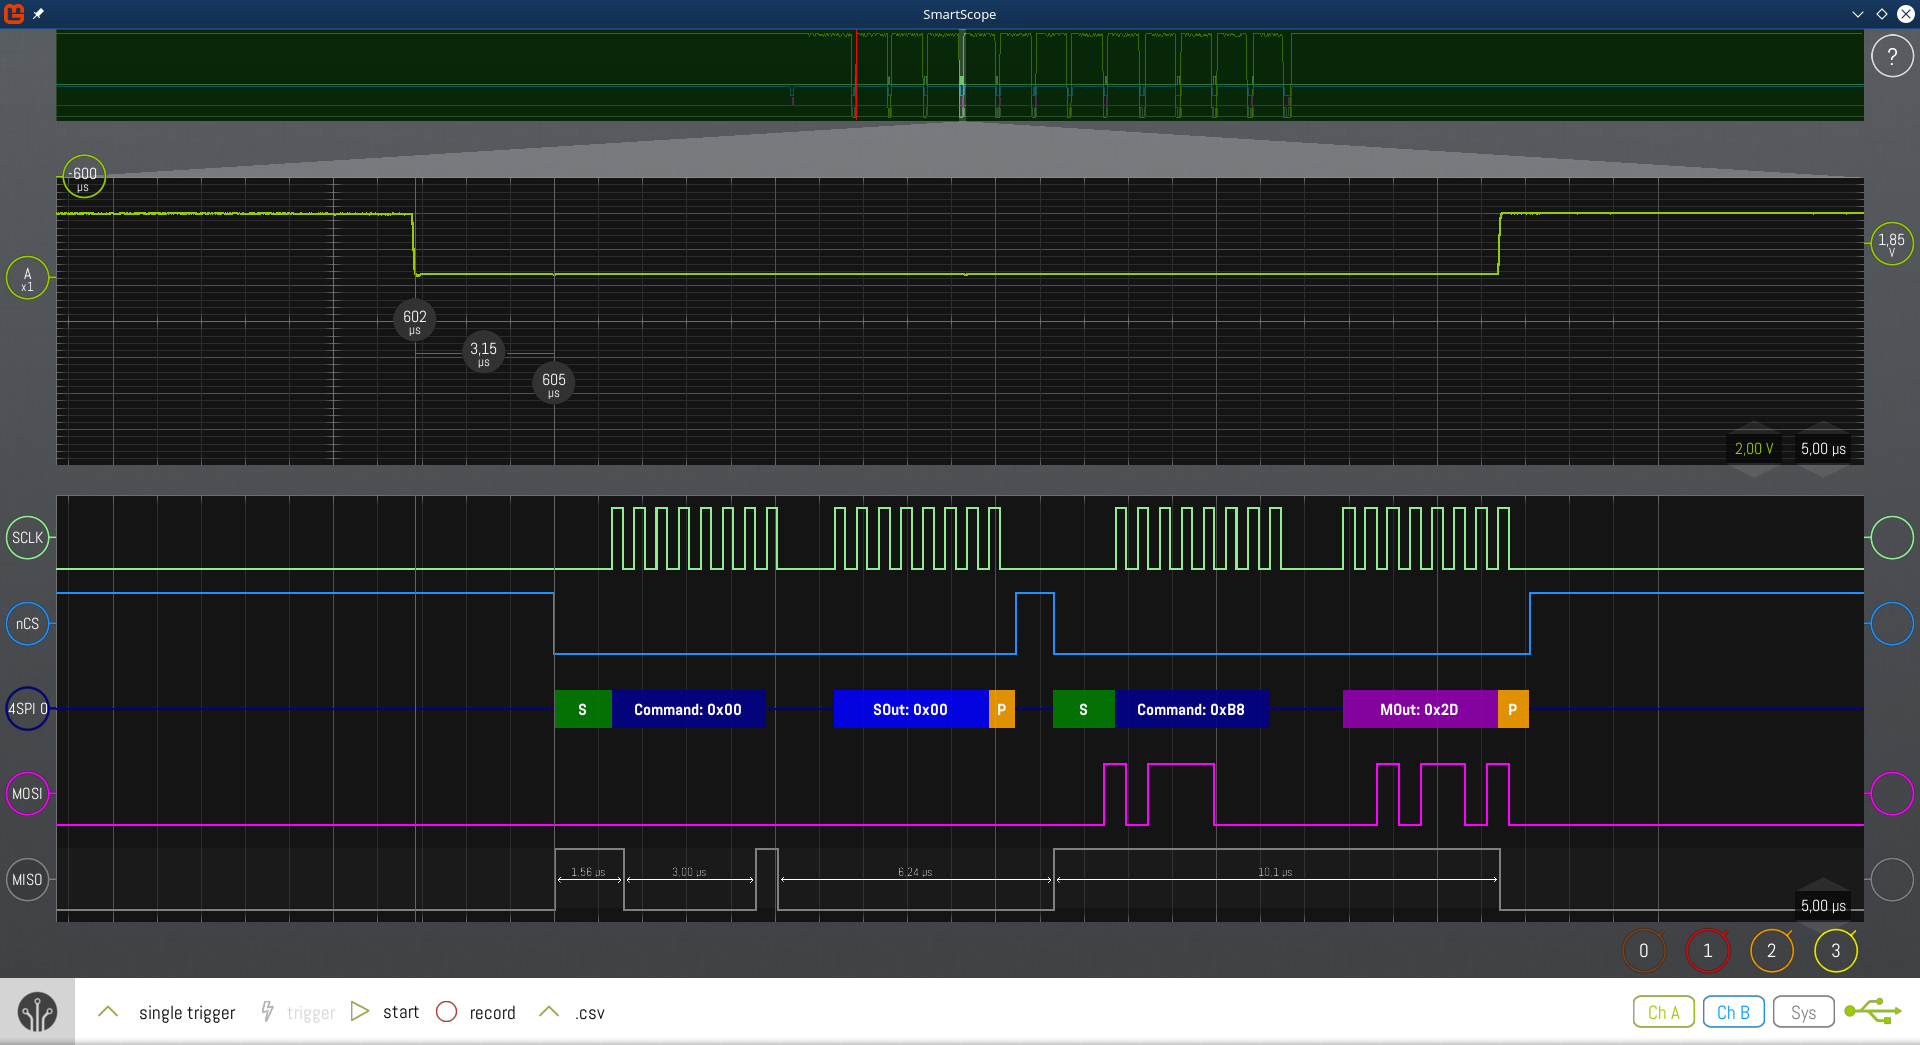 SmartScope
?
-600
µs
A
x1
1,85
V
602
µs
3,15
µs
605
µs
2,00 V
5,00 µs
SCLK
nCS
4SPI 0
S
Command: 0x00
SOut: 0x00
P
S
Command: 0xB8
MOut: 0x2D
P
MOSI
MISO
1,56 µs
3,00 µs
6,24 µs
10,1 µs
5,00 µs
0
1
2
3
single trigger
trigger
start
record
.csv
Ch A
Ch B
Sys